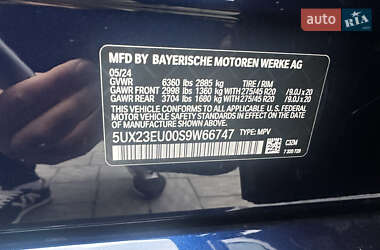 auto RIA
.com
MFD BY BAYERISCHE MOTOREN WERKE AG
05/24
GVWR 6360 lbs 2885 kg TIRE / RIM
GAWR FRONT 2998 lbs 1360 kg WITH 275/45 R20 /9.0J x 20
GAWR REAR 3704 lbs 1680 kg WITH 275/45 R20 /9.0J x 20
THIS VEHICLE CONFORMS TO ALL APPLICABLE U.S. FEDERAL
MOTOR VEHICLE SAFETY STANDARDS IN EFFECT ON THE
DATE OF MANUFACTURE SHOWN ABOVE.
5UX23EU00S9W66747 TYPE: MPV